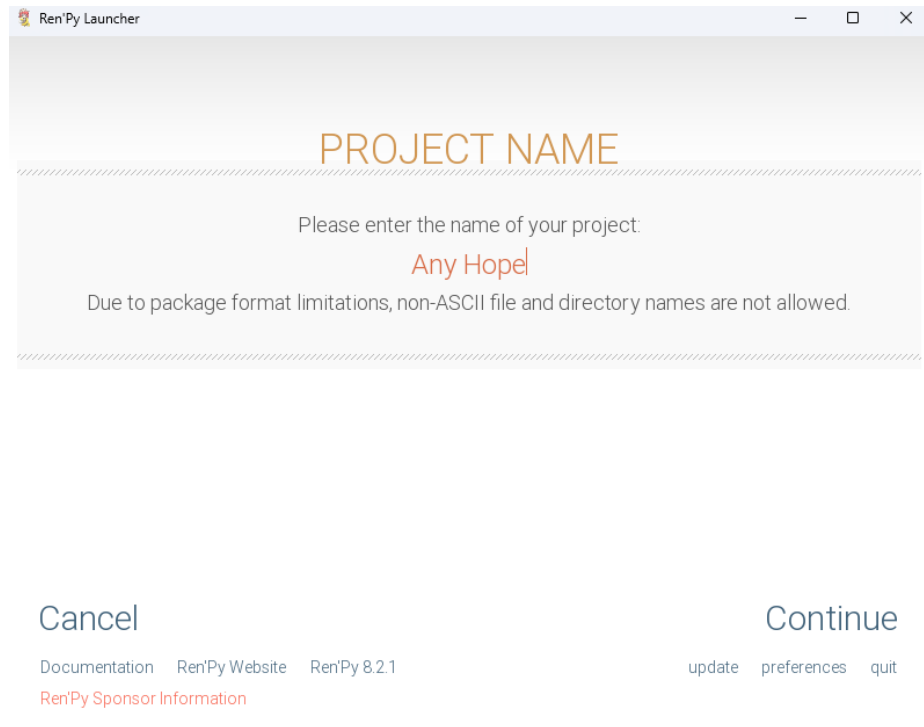 Ren'Py Launcher
PROJECT NAME
Please enter the name of your project:
Any Hope
Due to package format limitations, non-ASCII file and directory names are not allowed.
Cancel Continue
Documentation Ren'Py Website Ren'Py 8.2.1 update preferences quit
Ren'Py Sponsor Information